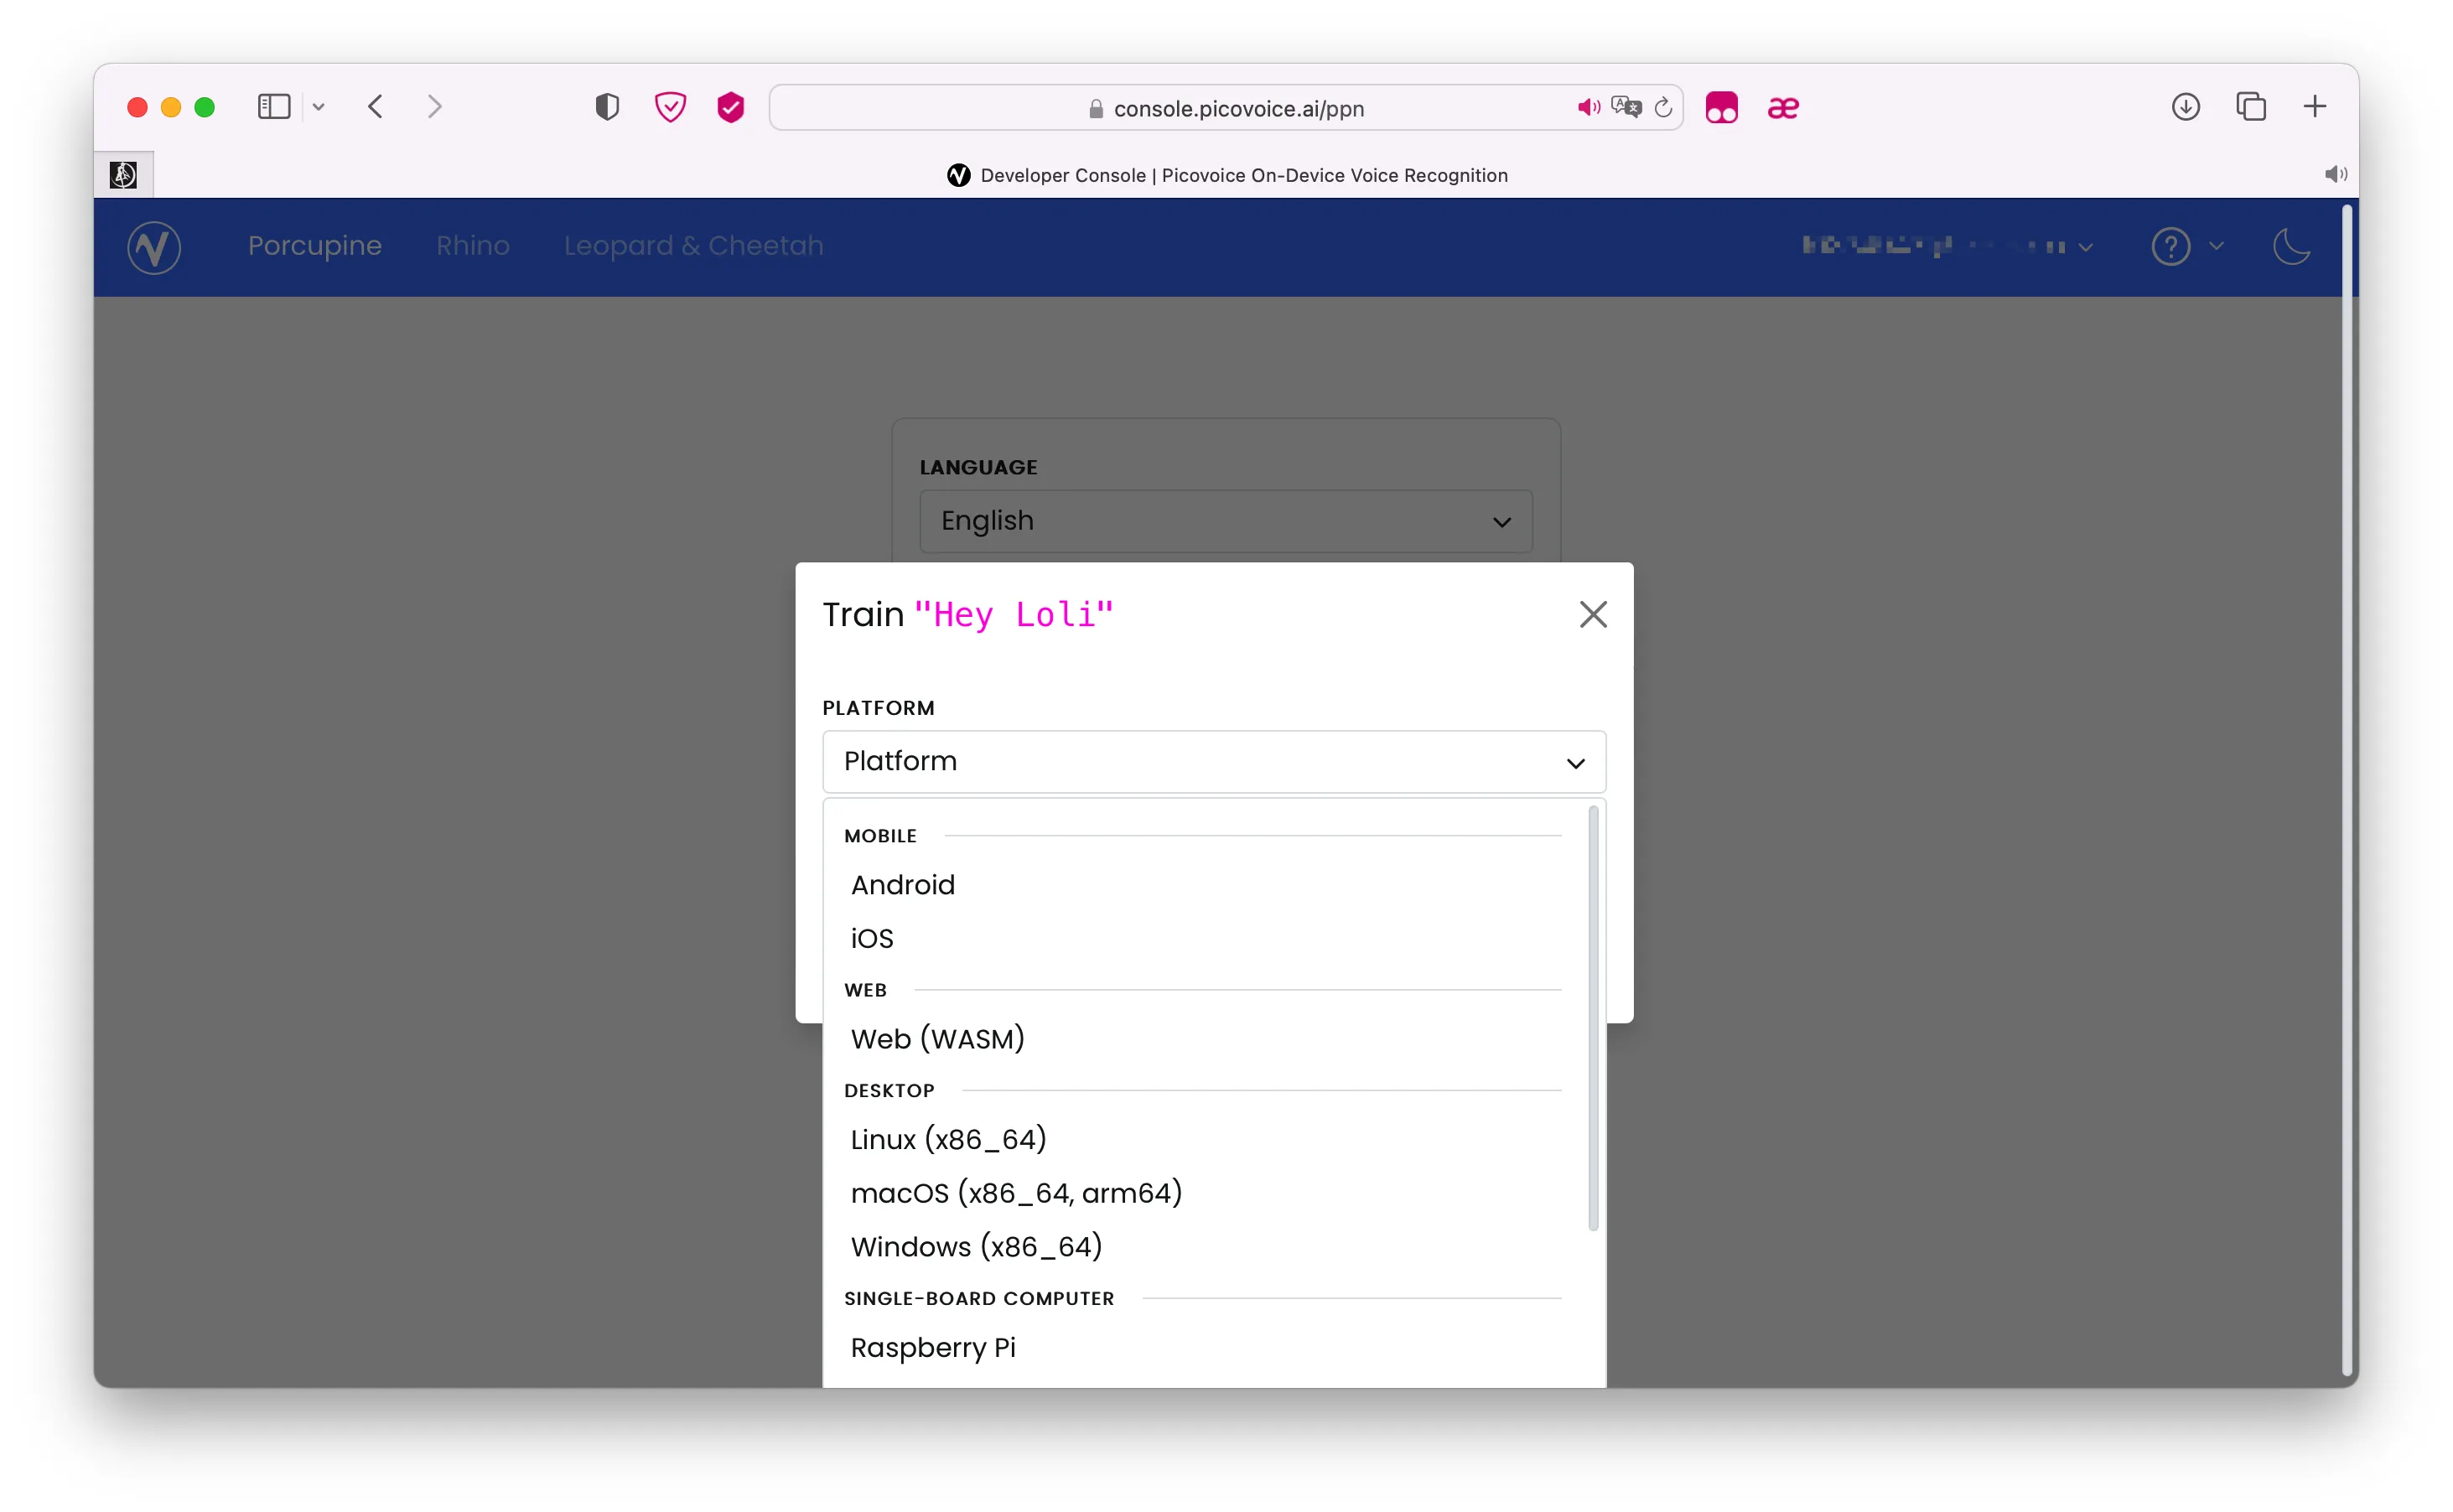 console.picovoice.ai/ppn
Developer Console | Picovoice On-Device Voice Recognition
Porcupine Rhino Leopard & Cheetah
LANGUAGE
English
Train "Hey Loli"
PLATFORM
Platform
MOBILE
Android
iOS
WEB
Web (WASM)
DESKTOP
Linux (x86_64)
macOS (x86_64, arm64)
Windows (x86_64)
SINGLE-BOARD COMPUTER
Raspberry Pi